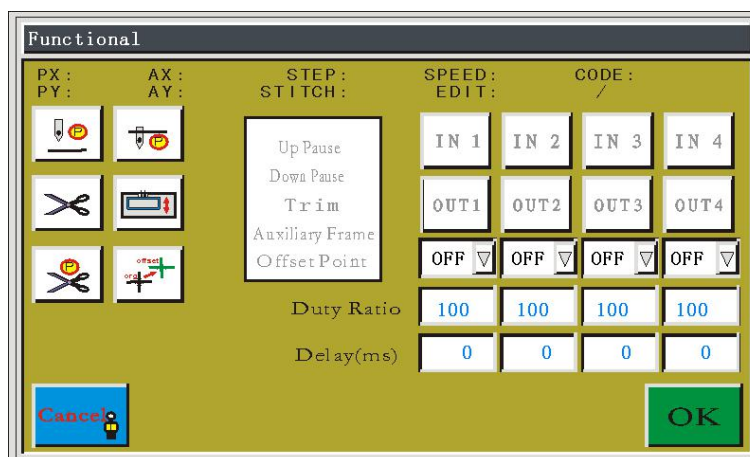 Functional
PX: AX: STEP: SPEED: CODE:
PY: AY: STITCH: EDIT: /
P P
Up Pause
Down Pause
Trim
Auxiliary Frame
Offset Point
IN 1 IN 2 IN 3 IN 4
OUT1 OUT2 OUT3 OUT4
P
offset
org
OFF OFF OFF OFF
Duty Ratio 100 100 100 100
Delay(ms) 0 0 0 0
Cancel
OK